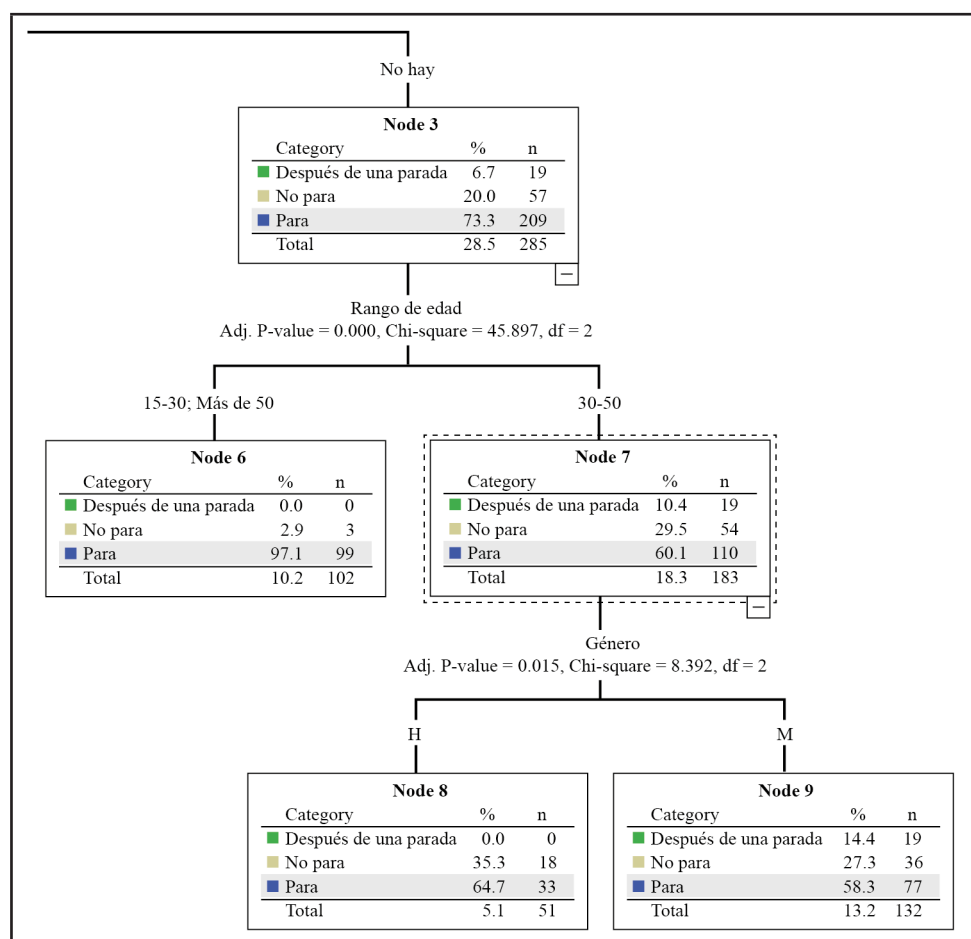 No hay
Node 3
Category % n
Después de una parada 6.7 19
No para 20.0 57
Para 73.3 209
Total 28.5 285
Rango de edad
Adj. P-value = 0.000, Chi-square = 45.897, df = 2
15-30; Más de 50
30-50
Node 6
Category % n
Después de una parada 0.0 0
No para 2.9 3
Para 97.1 99
Total 10.2 102
Node 7
Category % n
Después de una parada 10.4 19
No para 29.5 54
Para 60.1 110
Total 18.3 183
Género
Adj. P-value = 0.015, Chi-square = 8.392, df = 2
H
M
Node 8
Category % n
Después de una parada 0.0 0
No para 35.3 18
Para 64.7 33
Total 5.1 51
Node 9
Category % n
Después de una parada 14.4 19
No para 27.3 36
Para 58.3 77
Total 13.2 132